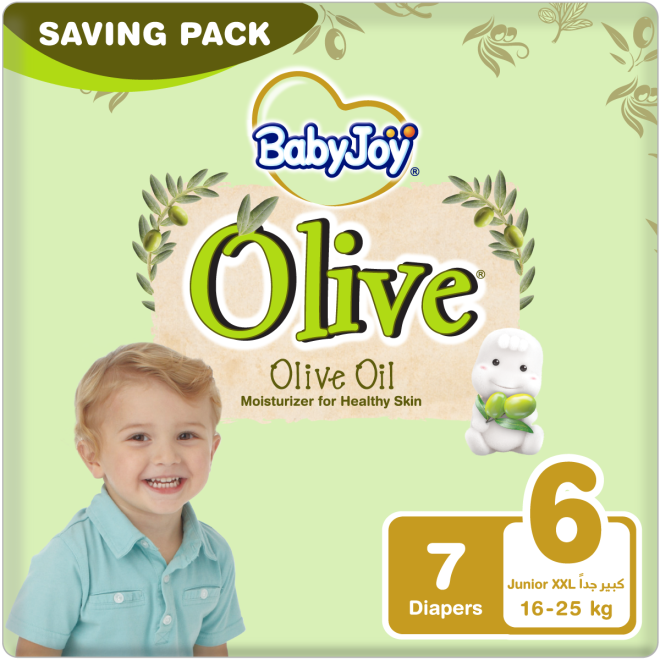 SAVING PACK
BabyJoy®
Olive®
Olive Oil
Moisturizer for Healthy Skin
7
Diapers
6
Junior XXL كبير جداً
16-25 kg